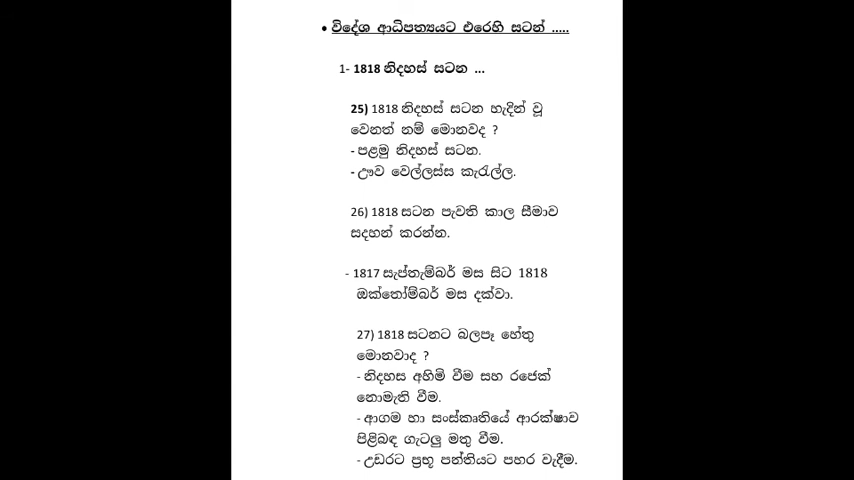 • විදේශ ආධිපත්‍යයට එරෙහි සටන් .....
1- 1818 නිදහස් සටන ...
25) 1818 නිදහස් සටන හැදින් වූ
වෙනත් නම් මොනවද ?
- පළමු නිදහස් සටන.
- ඌව වෙල්ලස්ස කැරැල්ල.
26) 1818 සටන පැවති කාල සීමාව
සදහන් කරන්න.
- 1817 සැප්තැම්බර් මස සිට 1818
ඔක්තෝම්බර් මස දක්වා.
27) 1818 සටනට බලපෑ හේතු
මොනවාද ?
- නිදහස අහිමි වීම සහ රජෙක්
නොමැති වීම.
- ආගම හා සංස්කෘතියේ ආරක්ෂාව
පිළිබඳ ගැටලු මතු වීම.
- උඩරට ප්‍රභූ පන්තියට පහර වැදීම.